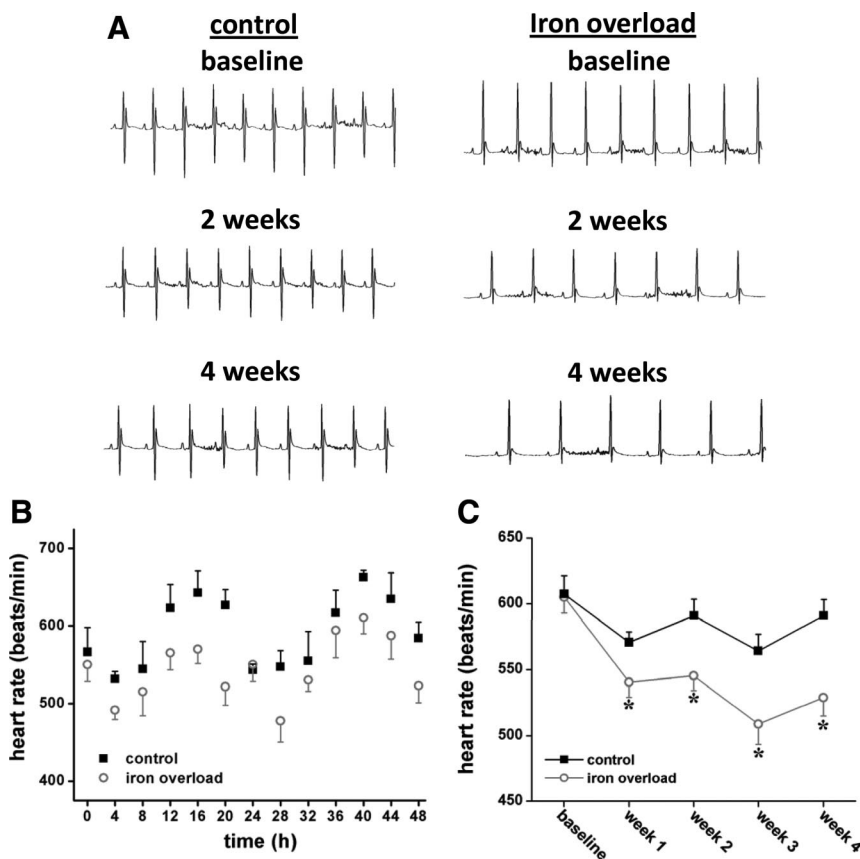 A
control
Iron overload
baseline
baseline
2 weeks
2 weeks
4 weeks
4 weeks
B
heart rate (beats/min)
700
600
500
400
control
iron overload
0 4 8 12 16 20 24 28 32 36 40 44 48
time (h)
C
heart rate (beats/min)
650
600
550
500
450
* * * *
control
iron overload
baseline
week 1
week 2
week 3
week 4